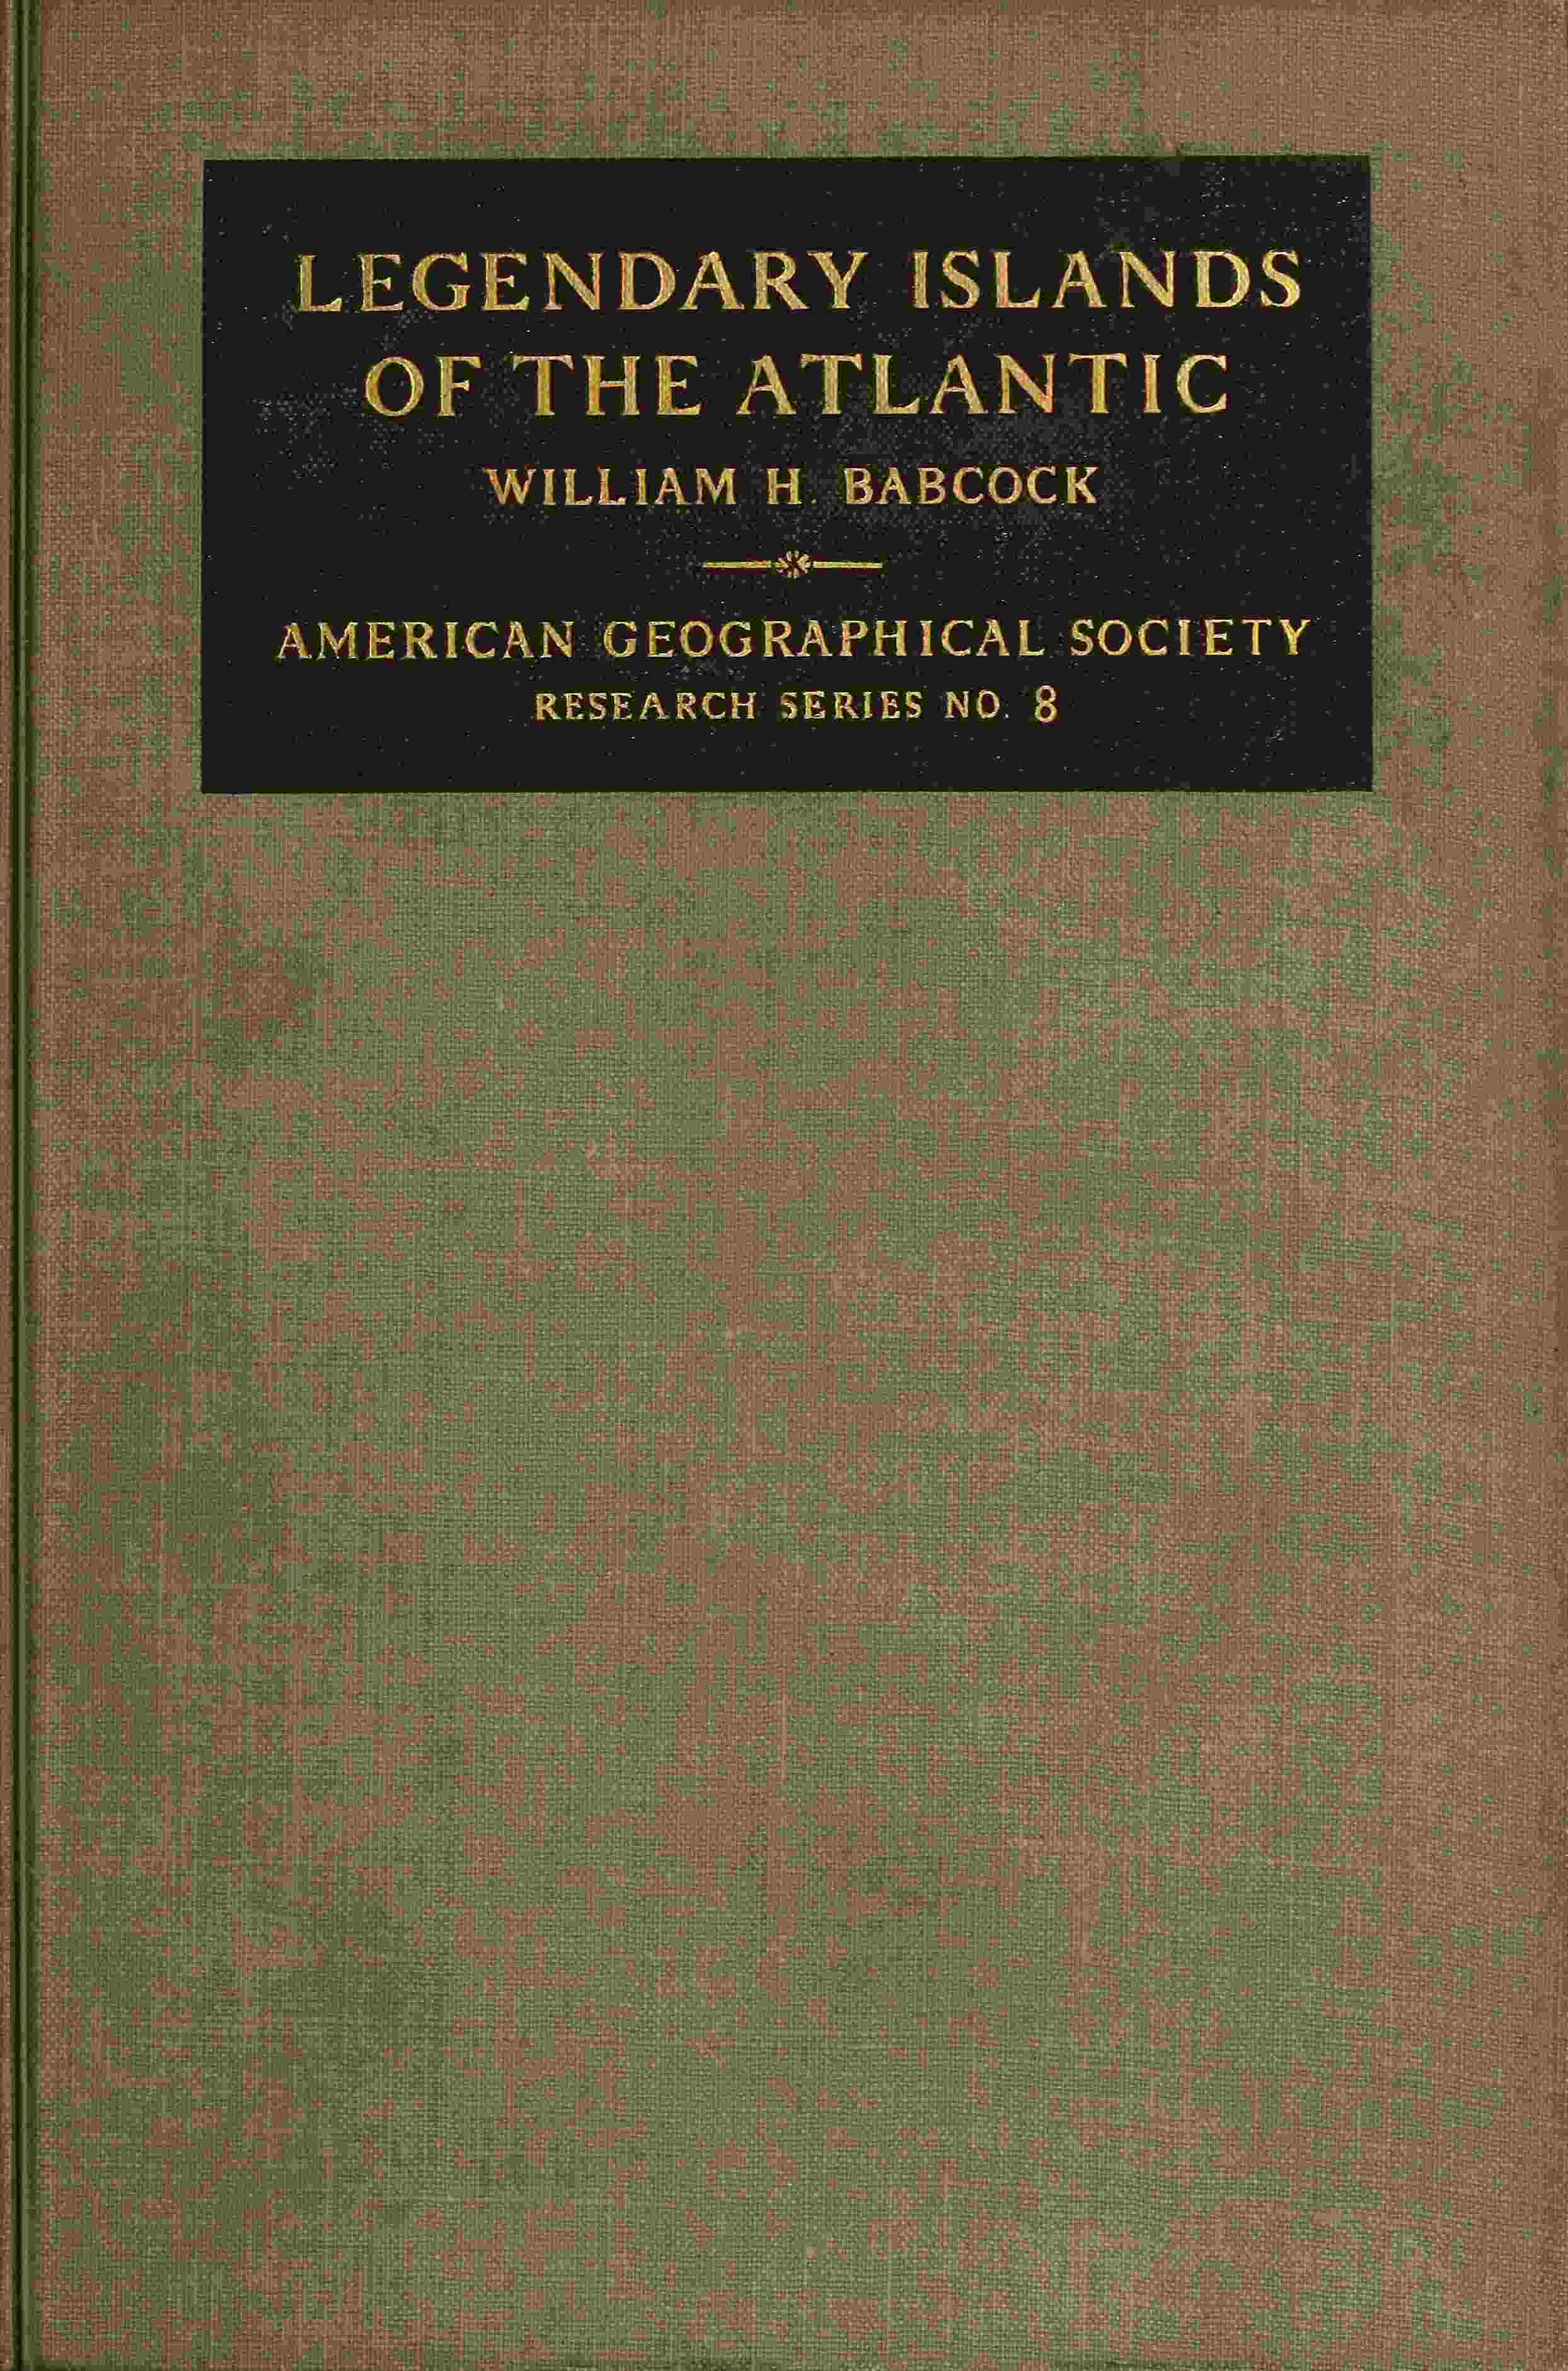 LEGENDARY ISLANDS
OF THE ATLANTIC
WILLIAM H. BABCOCK
AMERICAN GEOGRAPHICAL SOCIETY
RESEARCH SERIES NO. 8